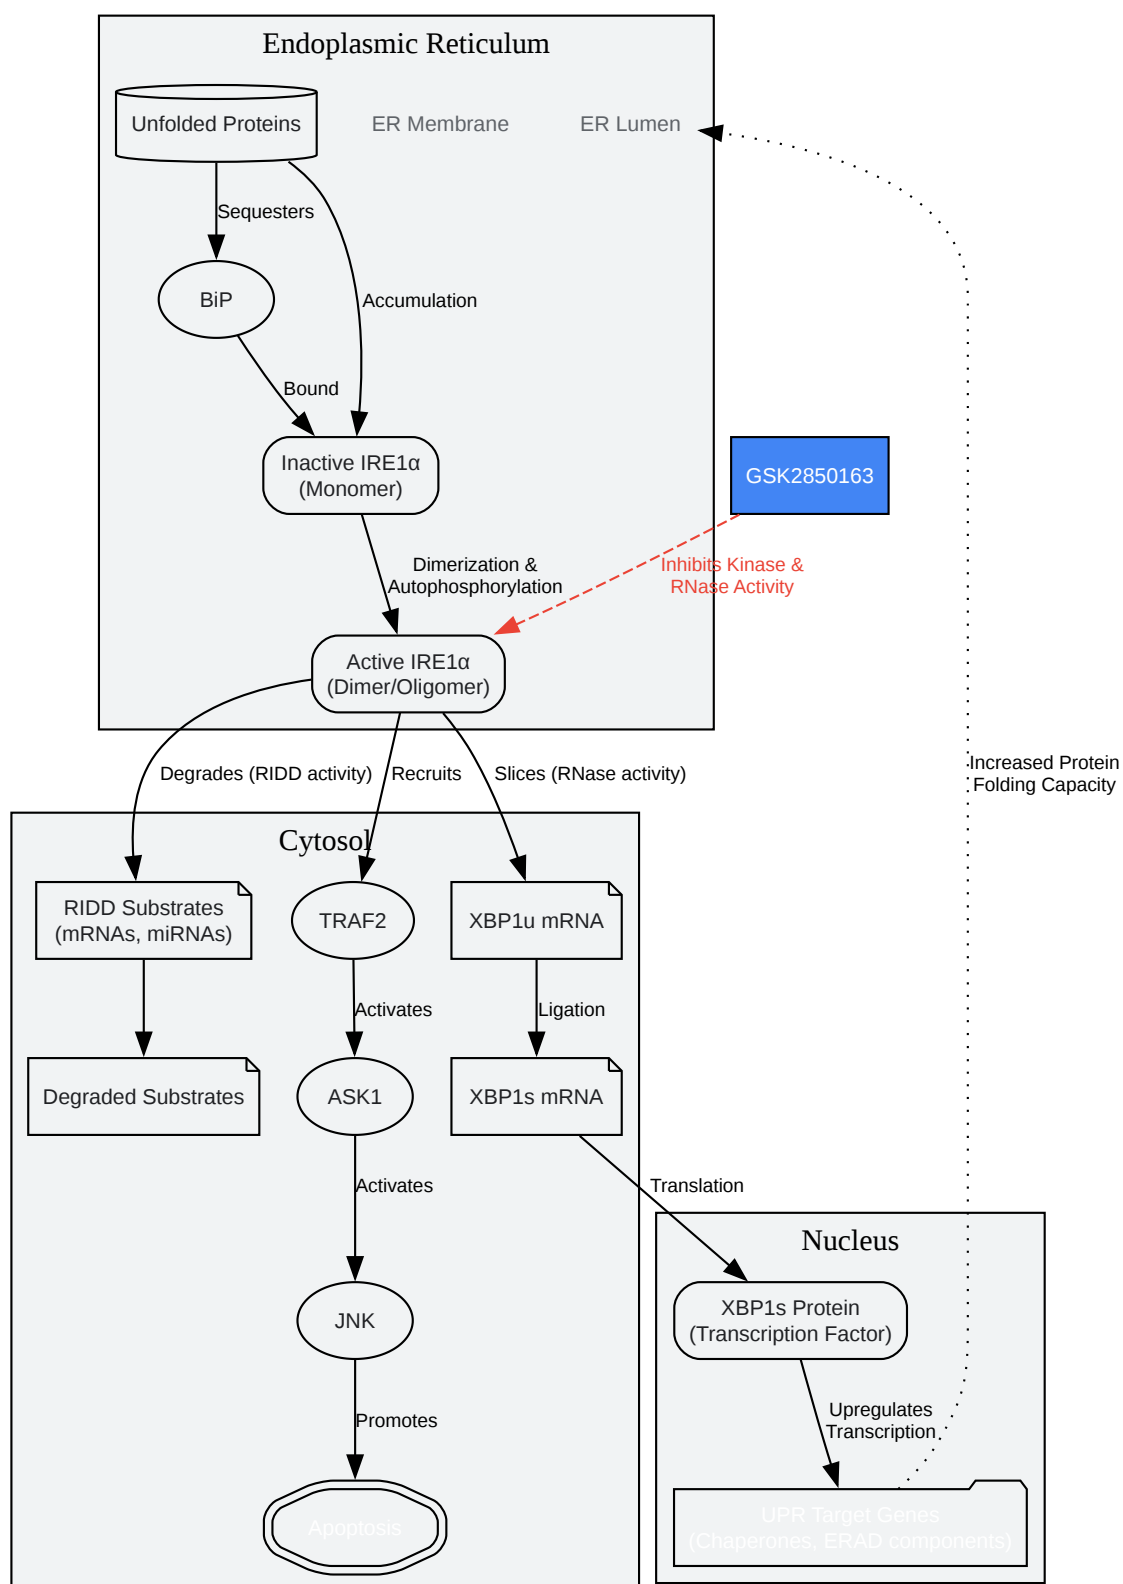 Endoplasmic Reticulum
Unfolded Proteins
ER Membrane
ER Lumen
Sequesters
BiP
Accumulation
Bound
Inactive IRE1α
(Monomer)
GSK2850163
Dimerization &
Autophosphorylation
Inhibits Kinase &
RNase Activity
Active IRE1α
(Dimer/Oligomer)
Degrades (RIDD activity)
Recruits
Slices (RNase activity)
Increased Protein
Folding Capacity
Cytosol
RIDD Substrates
(mRNAs, miRNAs)
TRAF2
XBP1u mRNA
Activates
Ligation
Degraded Substrates
ASK1
XBP1s mRNA
Activates
Translation
Nucleus
JNK
XBP1s Protein
(Transcription Factor)
Promotes
Upregulates
Transcription
Apoptosis
UPR Target Genes
(Chaperones, ERAD components)